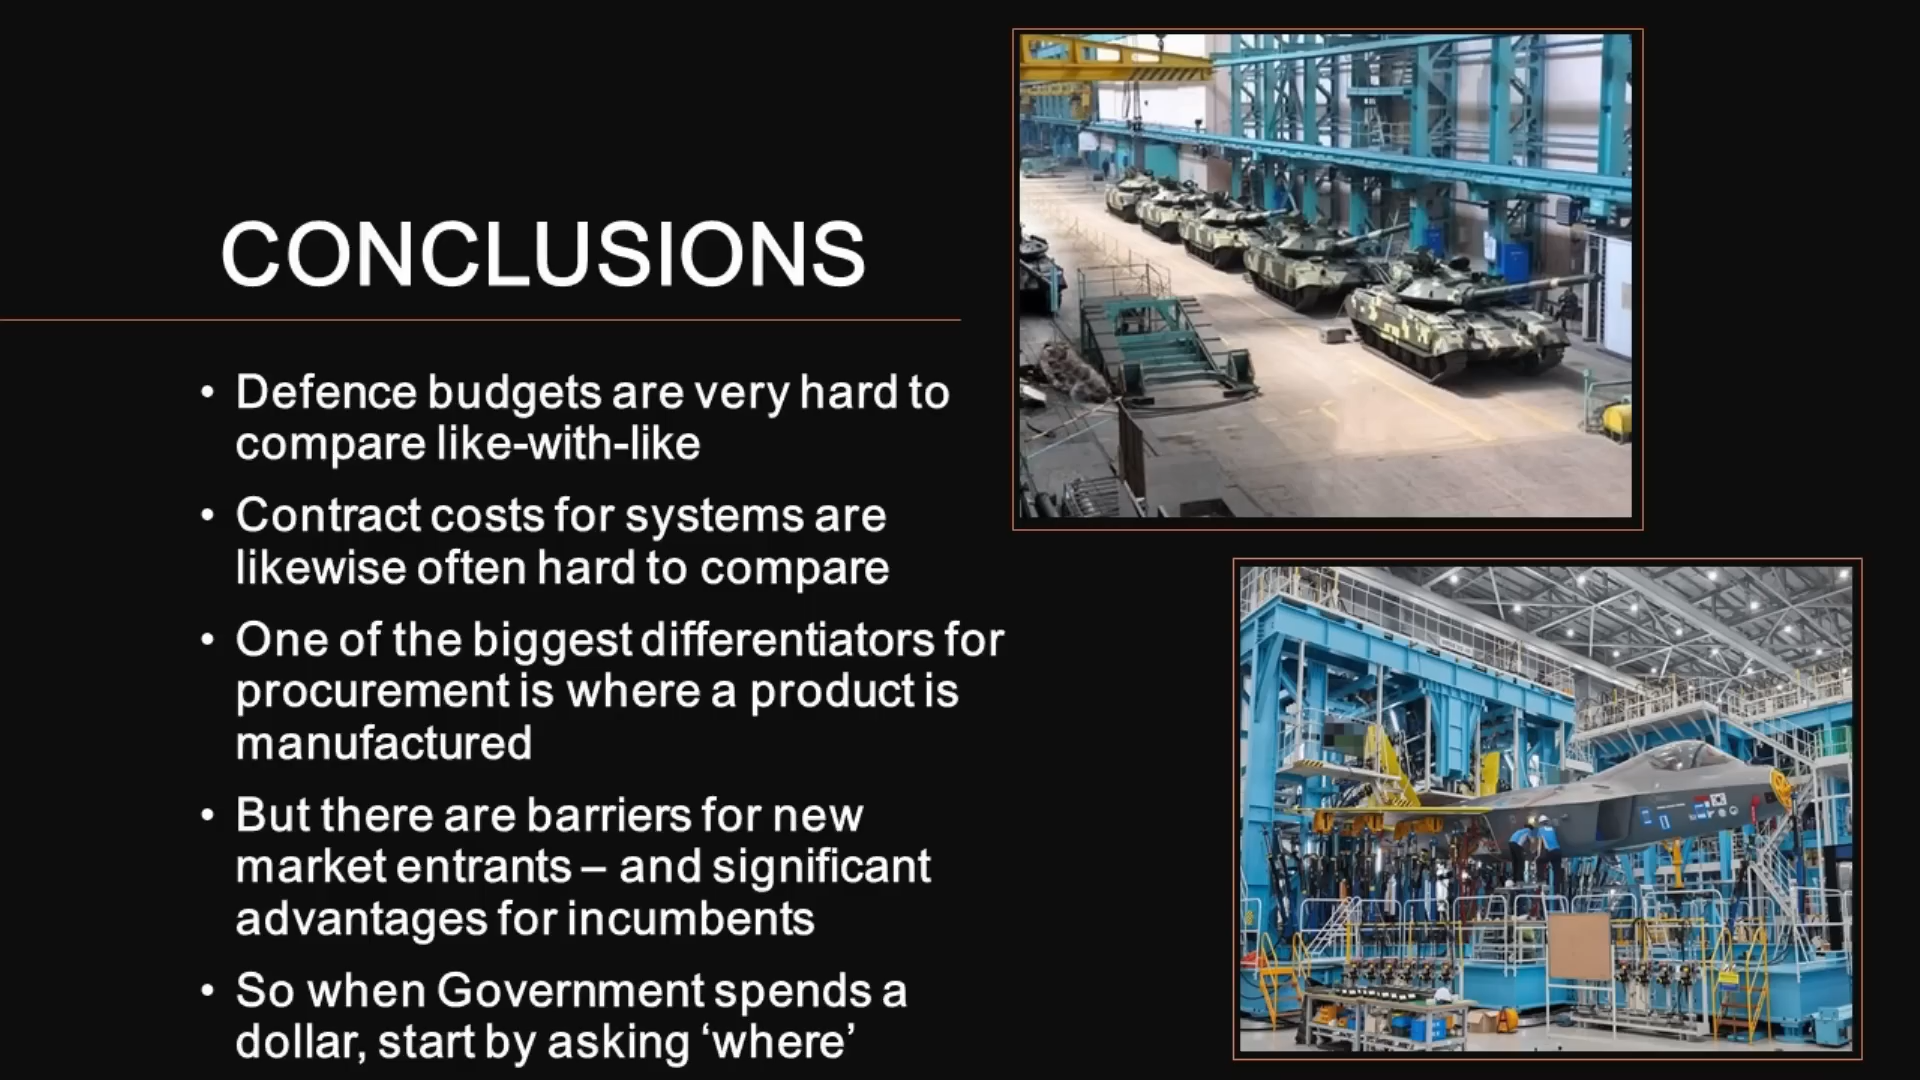 CONCLUSIONS
• Defence budgets are very hard to
compare like-with-like
• Contract costs for systems are
likewise often hard to compare
• One of the biggest differentiators for
procurement is where a product is
manufactured
• But there are barriers for new
market entrants – and significant
advantages for incumbents
• So when Government spends a
dollar, start by asking ‘where’